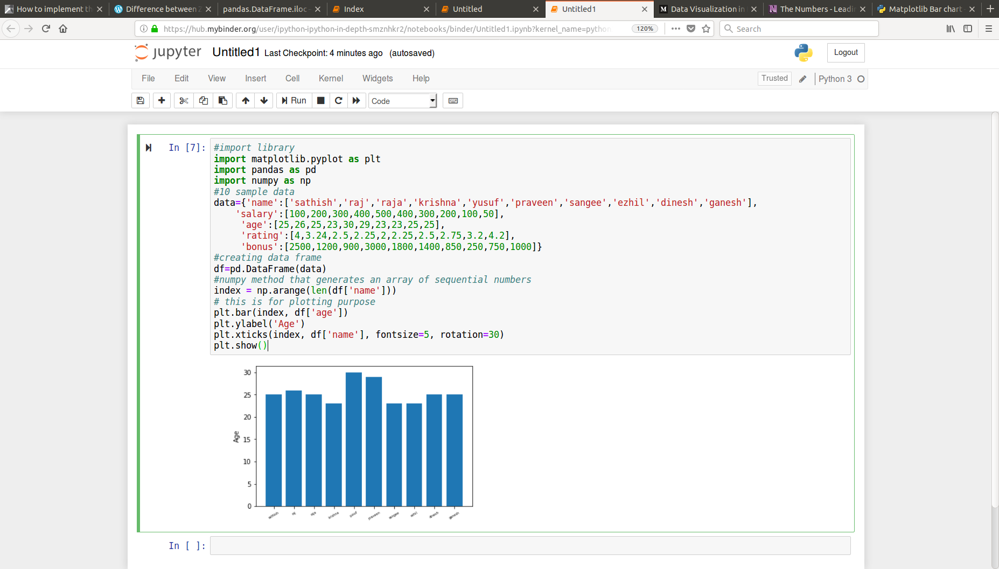 How to implement th
Difference between Z
pandas.DataFrame.iloc -
Index
Untitled
Untitled1
M Data Visualization in
N The Numbers - Leadi
Matplotlib Bar chart
https://hub.mybinder.org/user/ipython-ipython-in-depth-smznhkr2/notebooks/binder/Untitled1.ipynb?kernel_name=python
120%
Search
jupyter Untitled1 Last Checkpoint: 4 minutes ago (autosaved)
Logout
File Edit View Insert Cell Kernel Widgets Help
Trusted
Python 3
Run
Code
In [7]:
#import library
import matplotlib.pyplot as plt
import pandas as pd
import numpy as np
#10 sample data
data={'name':['sathish','raj','raja','krishna','yusuf','praveen','sangee','ezhil','dinesh','ganesh'],
'salary':[100,200,300,400,500,400,300,200,100,50],
'age':[25,26,25,23,30,29,23,23,25,25],
'rating':[4,3.24,2.5,2.25,2,2.25,2.5,2.75,3.2,4.2],
'bonus':[2500,1200,900,3000,1800,1400,850,250,750,1000]}
#creating data frame
df=pd.DataFrame(data)
#numpy method that generates an array of sequential numbers
index = np.arange(len(df['name']))
# this is for plotting purpose
plt.bar(index, df['age'])
plt.ylabel('Age')
plt.xticks(index, df['name'], fontsize=5, rotation=30)
plt.show()
30
25
20
15
10
5
0
Age
sathish raj raja krishna yusuf praveen sangee ezhil dinesh ganesh
In [ ]: